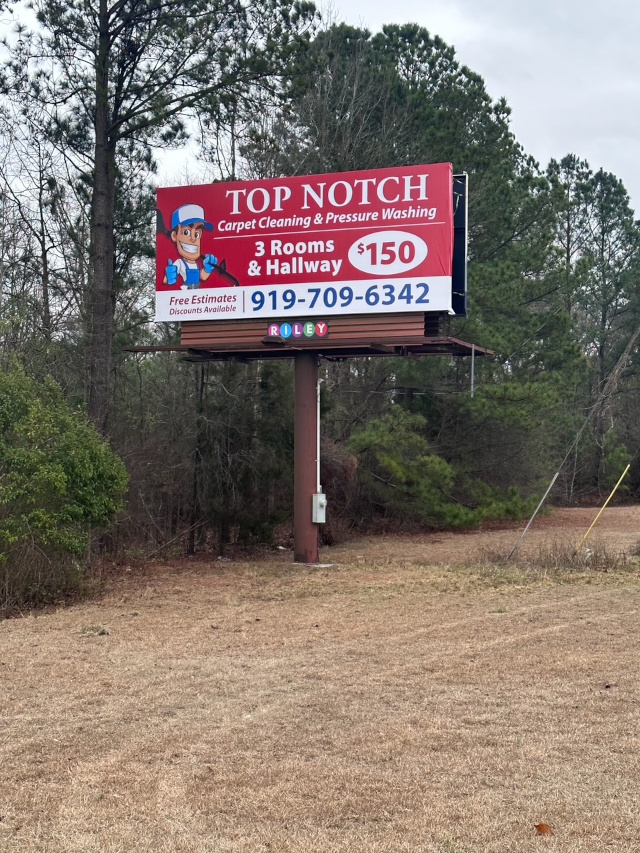 TOP NOTCH
Carpet Cleaning & Pressure Washing
3 Rooms
& Hallway
$150
Free Estimates
Discounts Available
919-709-6342
RILEY